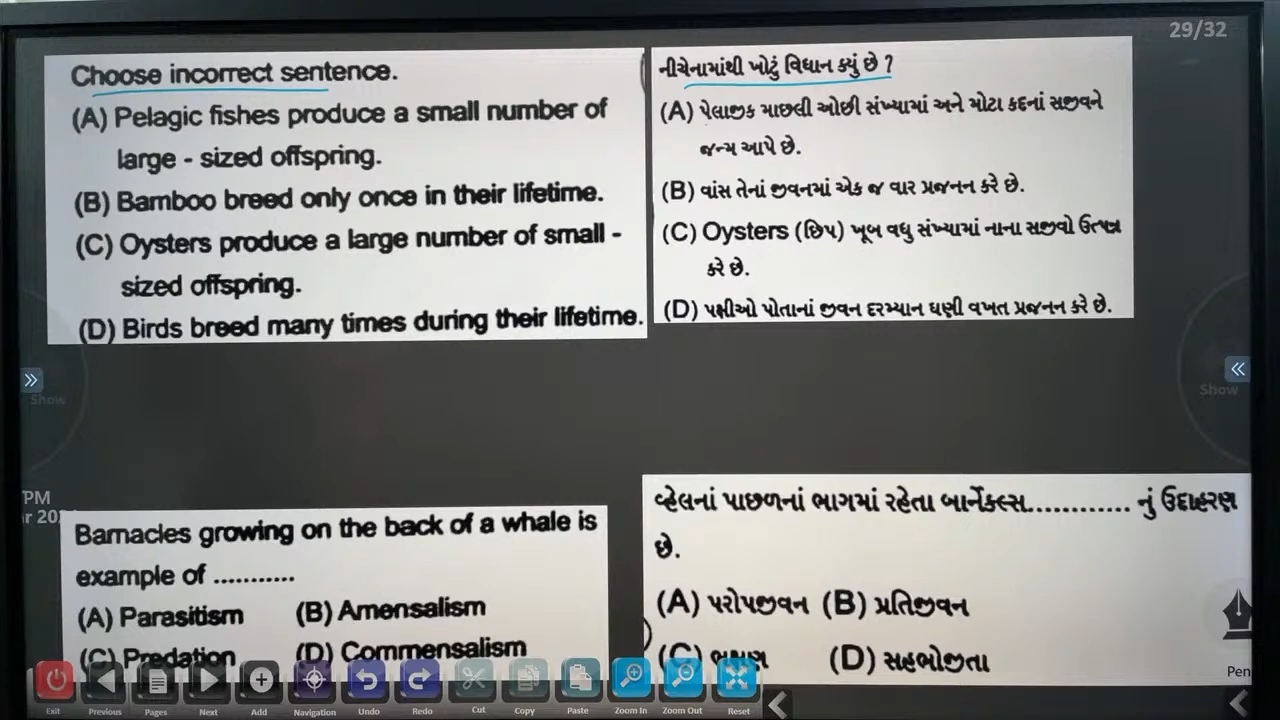 29/32
Choose incorrect sentence.
(A) Pelagic fishes produce a small number of
large - sized offspring.
(B) Bamboo breed only once in their lifetime.
(C) Oysters produce a large number of small -
sized offspring.
(D) Birds breed many times during their lifetime.
નીચેનામાંથી ખોટું વિધાન ક્યું છે ?
(A) પેલાજીક માછલી ઓછી સંખ્યામાં અને મોટા કદનાં સજીવને
જન્મ આપે છે.
(B) વાંસ તેનાં જીવનમાં એક જ વાર પ્રજનન કરે છે.
(C) Oysters (છિપ) ખૂબ વધુ સંખ્યામાં નાના સજીવો ઉત્પન્ન
કરે છે.
(D) પક્ષીઓ પોતાનાં જીવન દરમ્યાન ઘણી વખત પ્રજનન કરે છે.
Show
Show
PM
Barnacles growing on the back of a whale is
example of ...........
(A) Parasitism (B) Amensalism
(C) Predation (D) Commensalism
વ્હેલનાં પાછળનાં ભાગમાં રહેતા બાર્નેકલ્સ............ નું ઉદાહરણ
છે.
(A) પરોપજીવન (B) પ્રતિજીવન
(C) ભક્ષણ (D) સહભોજીતા
Pen
Exit Previous Pages Next Add Navigation Undo Redo Cut Copy Paste Zoom In Zoom Out Reset